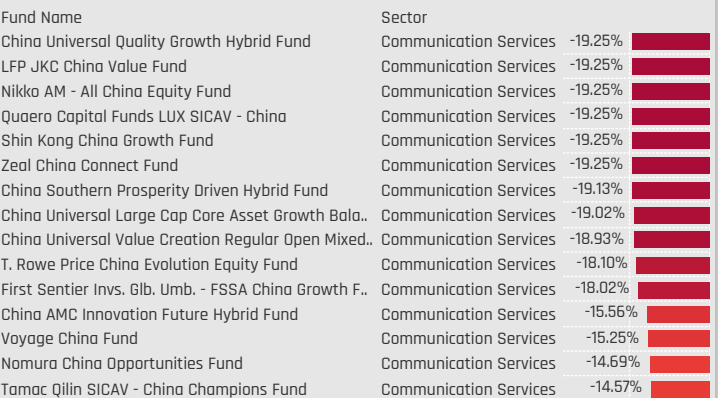 Fund Name Sector
China Universal Quality Growth Hybrid Fund Communication Services -19.25%
LFP JKC China Value Fund Communication Services -19.25%
Nikko AM - All China Equity Fund Communication Services -19.25%
Quaero Capital Funds LUX SICAV - China Communication Services -19.25%
Shin Kong China Growth Fund Communication Services -19.25%
Zeal China Connect Fund Communication Services -19.25%
China Southern Prosperity Driven Hybrid Fund Communication Services -19.13%
China Universal Large Cap Core Asset Growth Bala.. Communication Services -19.02%
China Universal Value Creation Regular Open Mixed.. Communication Services -18.93%
T. Rowe Price China Evolution Equity Fund Communication Services -18.10%
First Sentier Invs. Glb. Umb. - FSSA China Growth F.. Communication Services -18.02%
China AMC Innovation Future Hybrid Fund Communication Services -15.56%
Voyage China Fund Communication Services -15.25%
Nomura China Opportunities Fund Communication Services -14.69%
Tamac Qilin SICAV - China Champions Fund Communication Services -14.57%